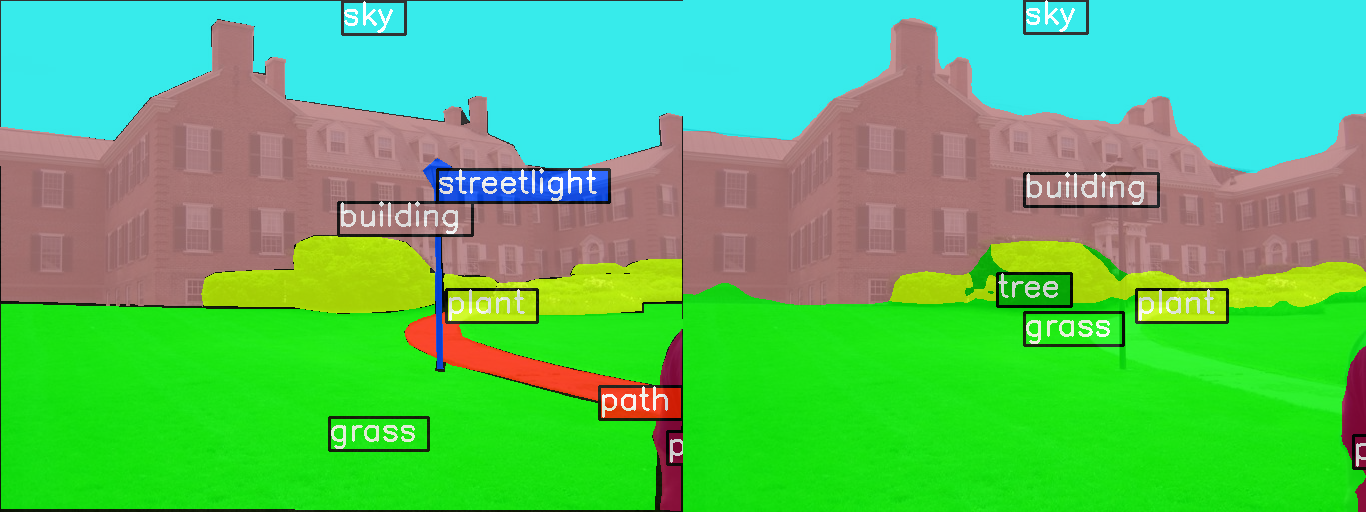 sky
streetlight
building
plant
path
grass
p
sky
building
tree
plant
grass
p